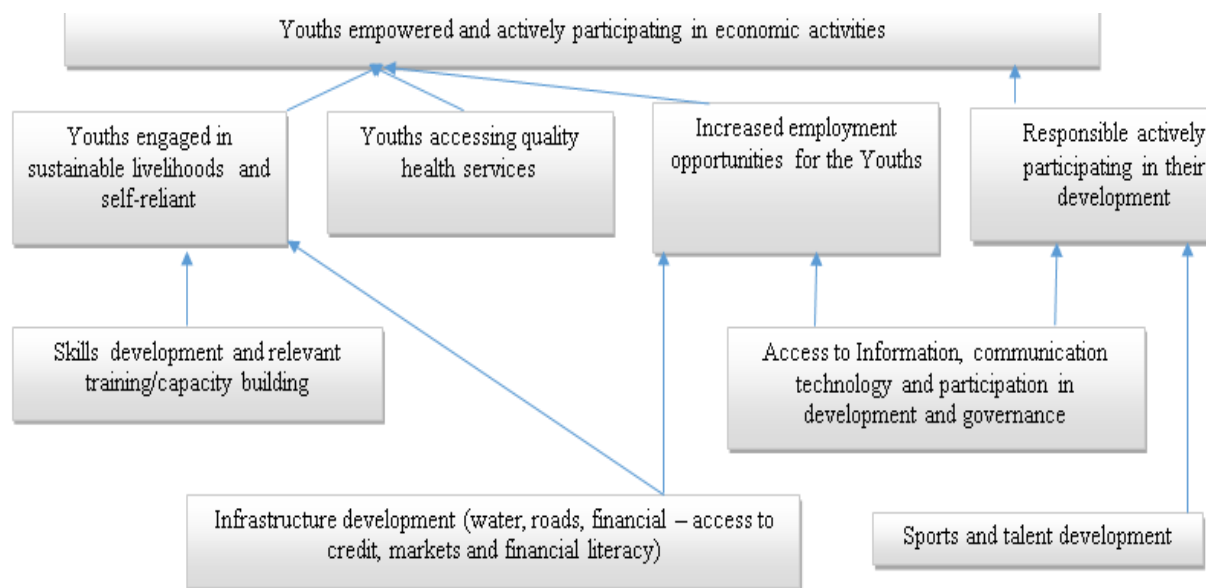 Youths empowered and actively participating in economic activities
Youths engaged in
sustainable livelihoods and
self-reliant
Youths accessing quality
health services
Increased employment
opportunities for the Youths
Responsible actively
participating in their
development
Skills development and relevant
training/capacity building
Access to Information, communication
technology and participation in
development and governance
Infrastructure development (water, roads, financial – access to
credit, markets and financial literacy)
Sports and talent development